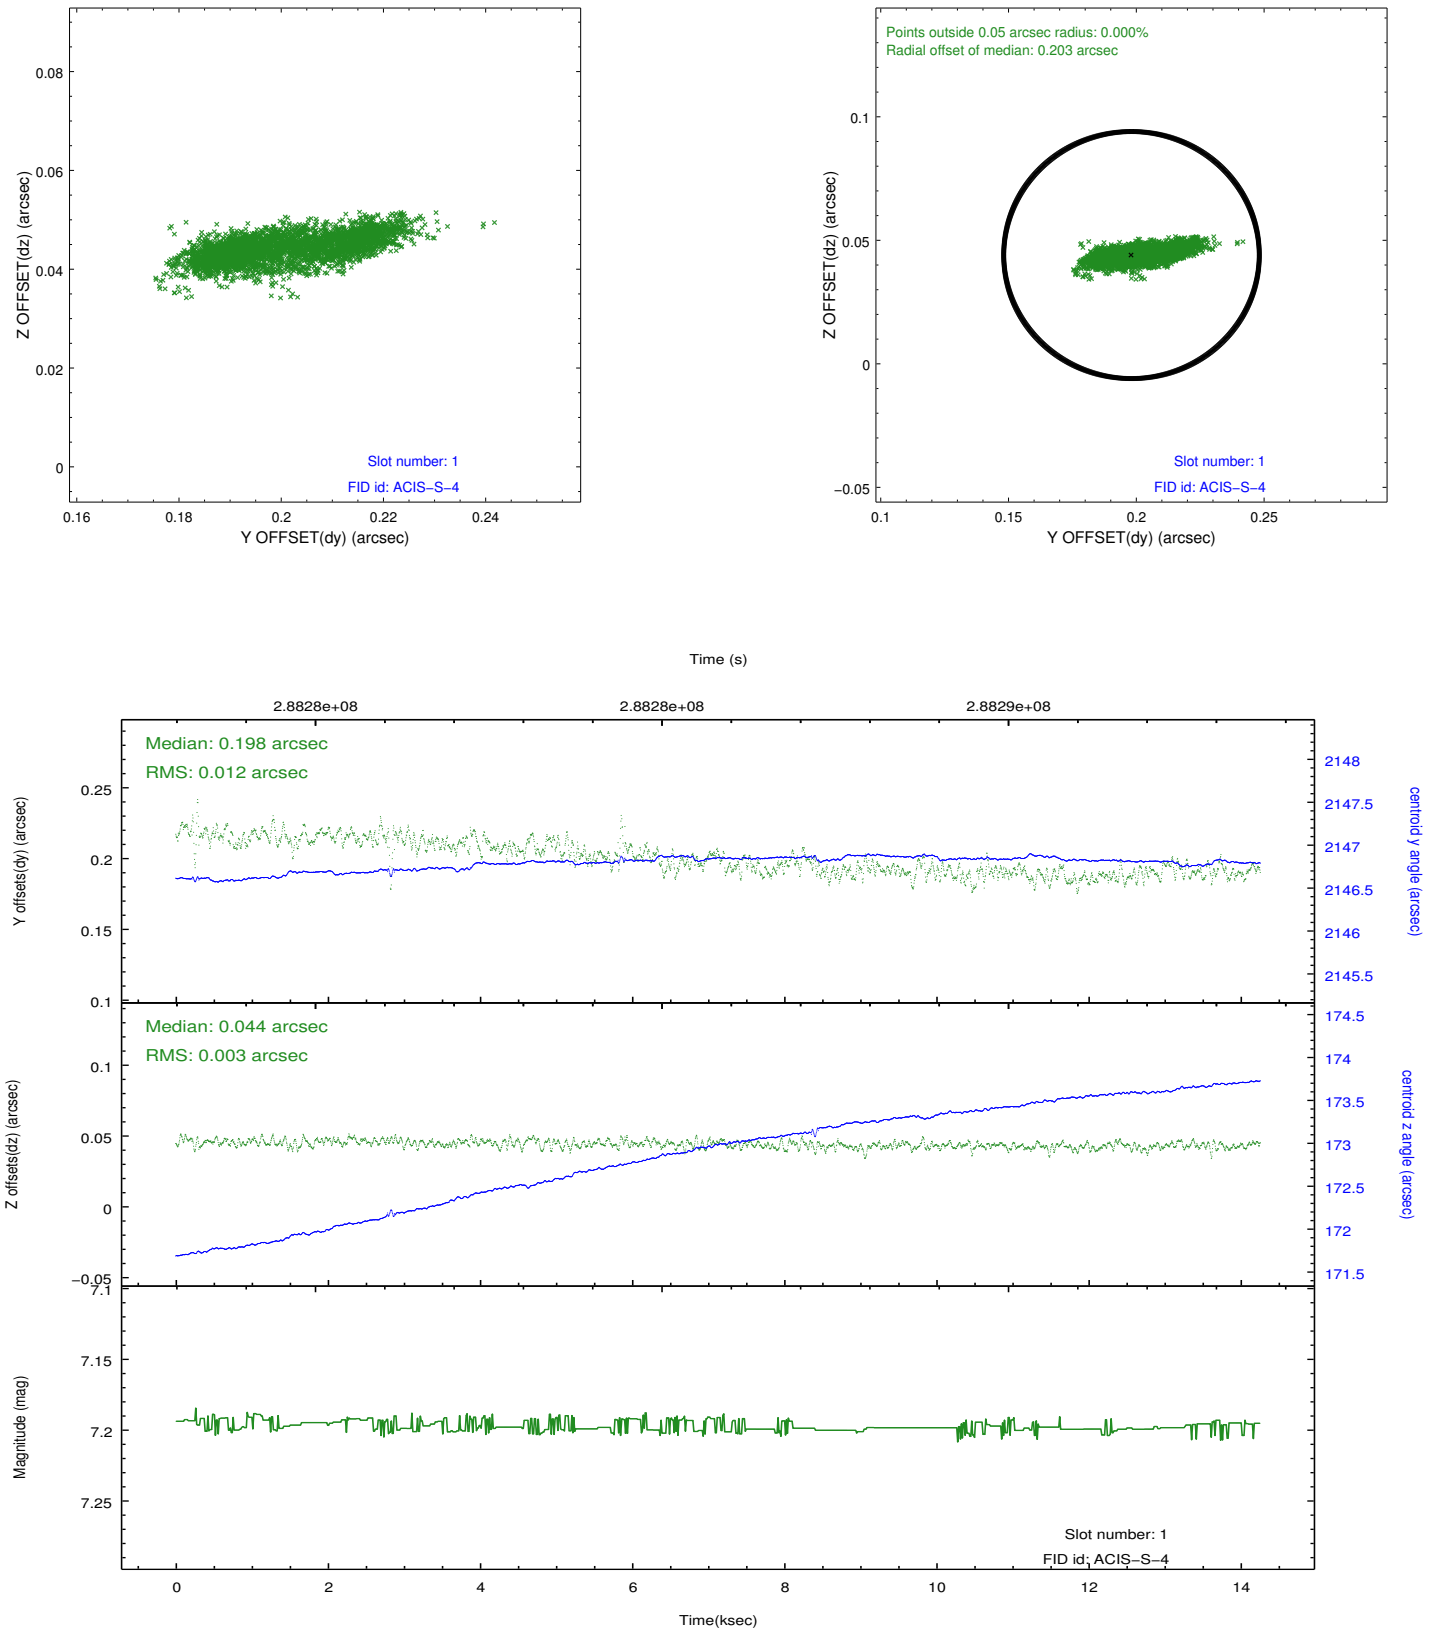 0.08
0.06
0.04
0.02
0
Z OFFSET(dz) (arcsec)
Slot number: 1
FID id: ACIS−S−4
0.16 0.18 0.2 0.22 0.24
Y OFFSET(dy) (arcsec)
Points outside 0.05 arcsec radius: 0.000%
Radial offset of median: 0.203 arcsec
0.1
0.05
0
−0.05
Z OFFSET(dz) (arcsec)
Slot number: 1
FID id: ACIS−S−4
0.1 0.15 0.2 0.25
Y OFFSET(dy) (arcsec)
Time (s)
2.8828e+08 2.8828e+08 2.8829e+08
Median: 0.198 arcsec
RMS: 0.012 arcsec
0.25
0.2
0.15
0.1
Y offsets(dy) (arcsec)
2148
2147.5
2147
2146.5
2146
2145.5
centroid y angle (arcsec)
Median: 0.044 arcsec
RMS: 0.003 arcsec
0.1
0.05
0
−0.05
Z offsets(dz) (arcsec)
174.5
174
173.5
173
172.5
172
171.5
centroid z angle (arcsec)
7.1
7.15
7.2
7.25
Magnitude (mag)
Slot number: 1
FID id: ACIS−S−4
0 2 4 6 8 10 12 14
Time(ksec)